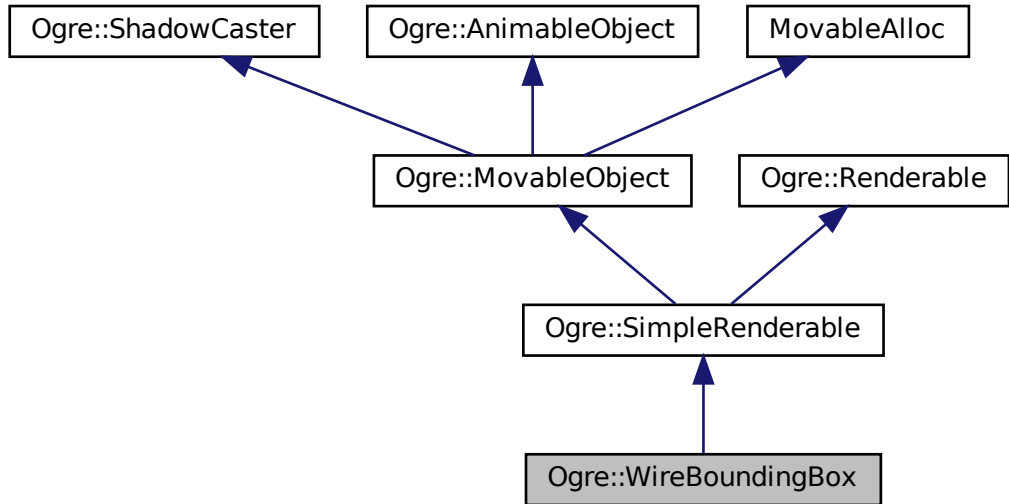 Ogre::ShadowCaster
Ogre::AnimableObject
MovableAlloc
Ogre::MovableObject
Ogre::Renderable
Ogre::SimpleRenderable
Ogre::WireBoundingBox